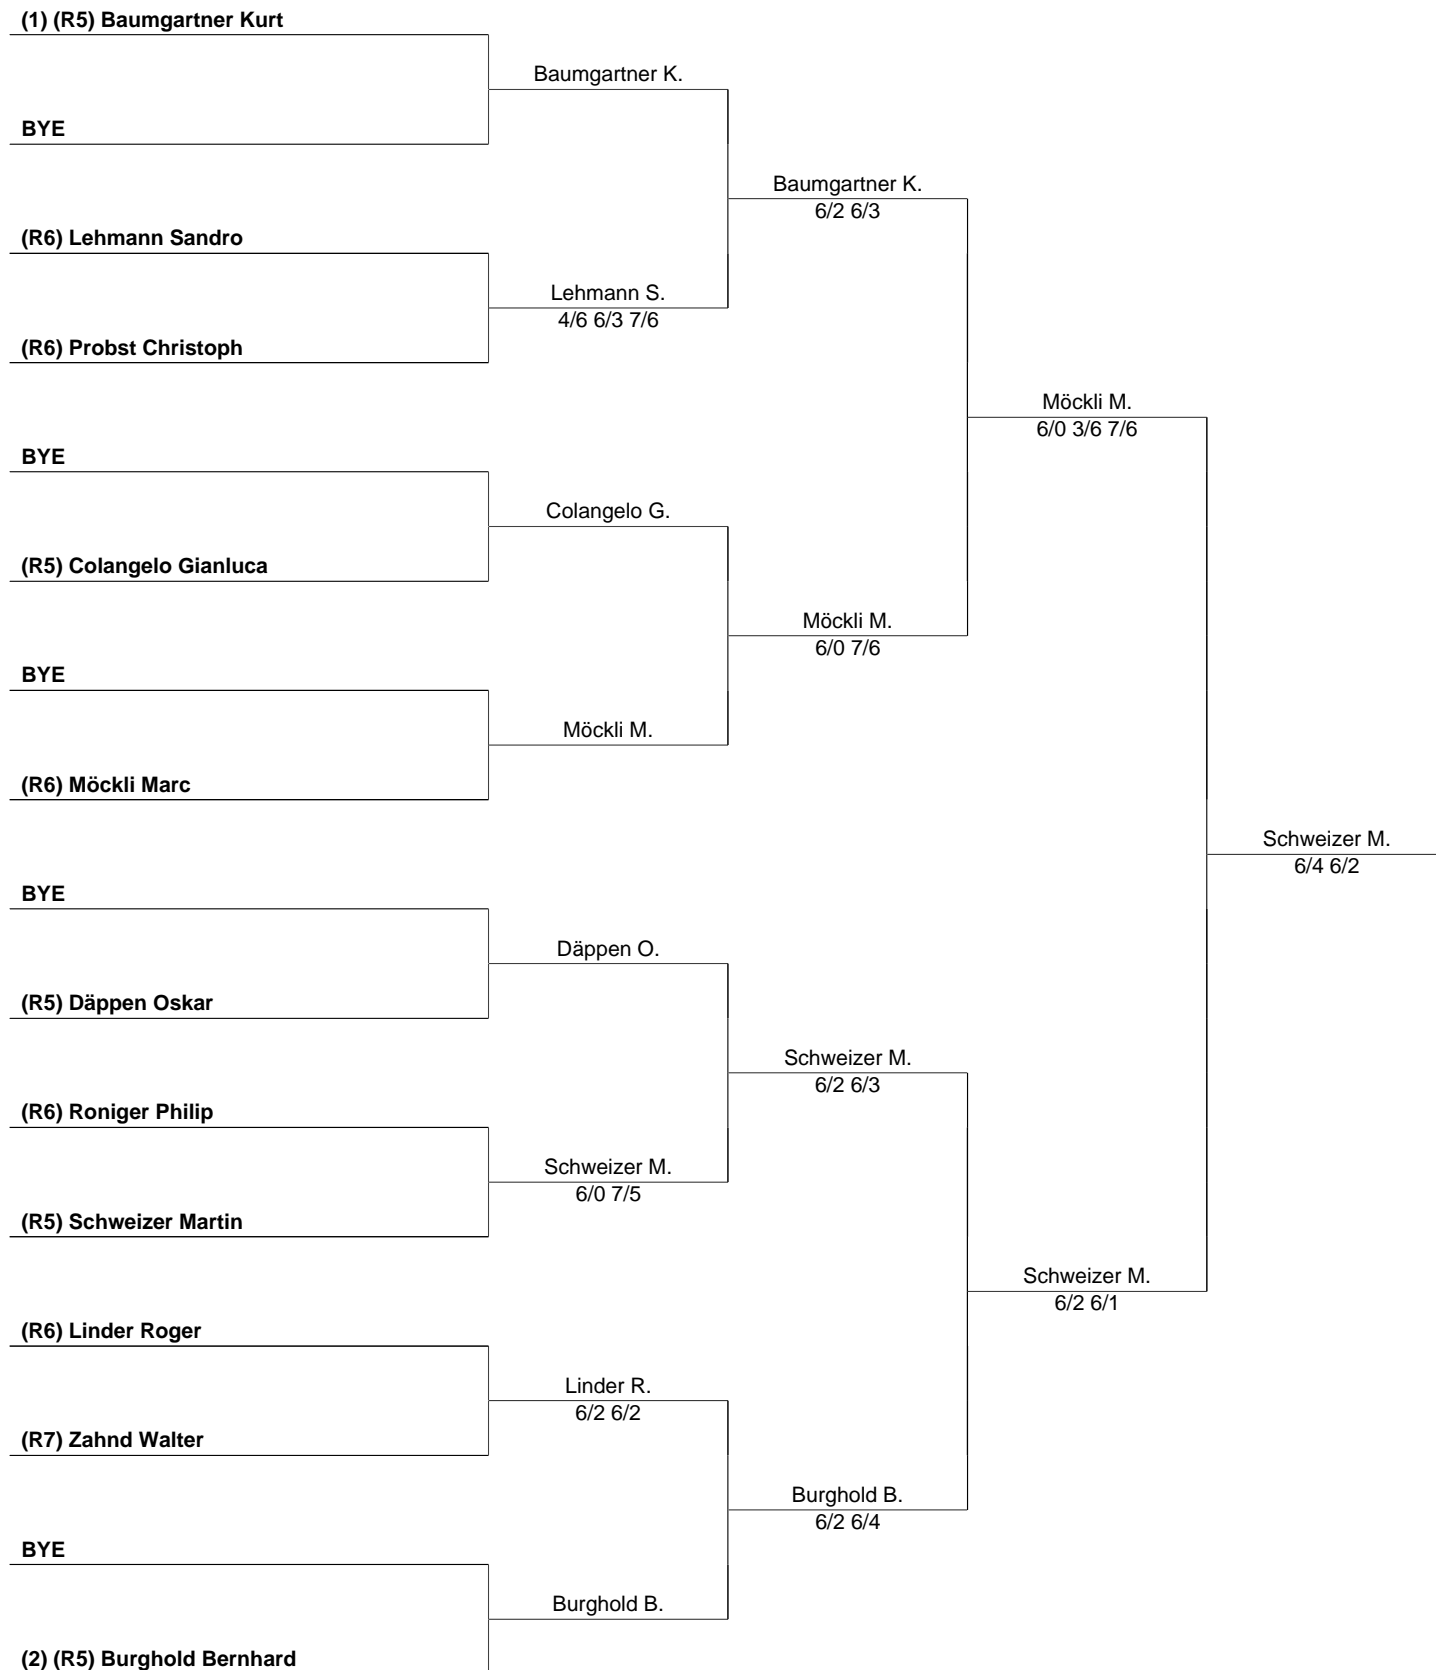 (1) (R5) Baumgartner Kurt
Baumgartner K.
BYE
Baumgartner K.
6/2 6/3
(R6) Lehmann Sandro
Lehmann S.
4/6 6/3 7/6
(R6) Probst Christoph
Möckli M.
6/0 3/6 7/6
BYE
Colangelo G.
(R5) Colangelo Gianluca
Möckli M.
6/0 7/6
BYE
Möckli M.
(R6) Möckli Marc
Schweizer M.
6/4 6/2
BYE
Däppen O.
(R5) Däppen Oskar
Schweizer M.
6/2 6/3
(R6) Roniger Philip
Schweizer M.
6/0 7/5
(R5) Schweizer Martin
Schweizer M.
6/2 6/1
(R6) Linder Roger
Linder R.
6/2 6/2
(R7) Zahnd Walter
Burghold B.
6/2 6/4
BYE
Burghold B.
(2) (R5) Burghold Bernhard